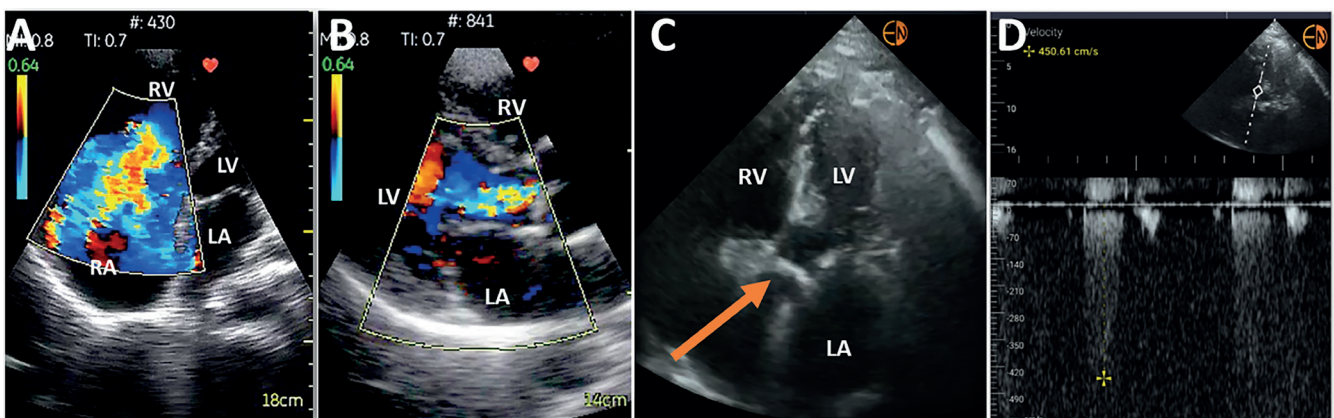 A
#: 430
MI: 0.8 TI: 0.7
0.64
RV
LV
LA
RA
18cm
B
#: 841
MI: 0.8 TI: 0.7
0.64
RV
LV
LA
14cm
C
RV
LV
LA
D
Velocity
450.61 cm/s
5
10
16
70
-70
-140
-210
-280
-350
-420
-490